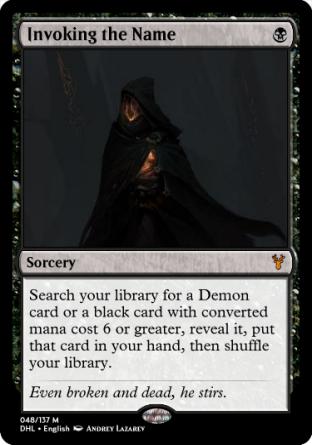 Invoking the Name
Sorcery
Search your library for a Demon
card or a black card with converted
mana cost 6 or greater, reveal it, put
that card in your hand, then shuffle
your library.
Even broken and dead, he stirs.
048/137 M
DHL • English Andrey Lazarev